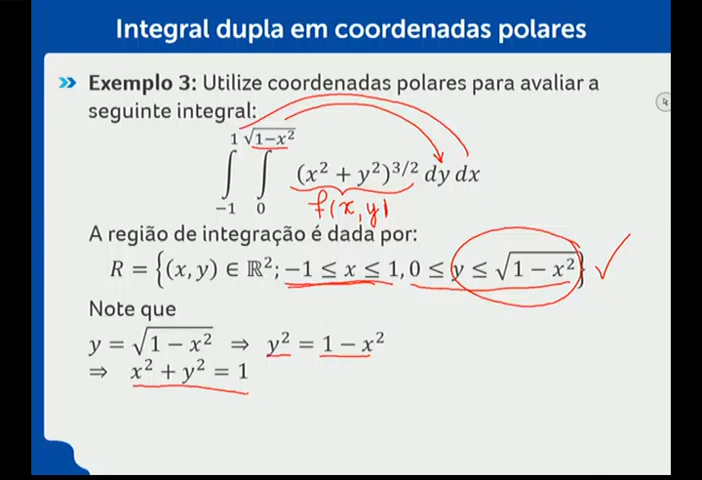 Integral dupla em coordenadas polares
Exemplo 3: Utilize coordenadas polares para avaliar a
seguinte integral:
∫_{-1}^{1} ∫_{0}^{√(1−x²)} (x² + y²)^{3/2} dy dx
f(x,y)
A região de integração é dada por:
R = {(x, y) ∈ ℝ²; −1 ≤ x ≤ 1, 0 ≤ y ≤ √(1 − x²)}
Note que
y = √(1 − x²) ⇒ y² = 1 − x²
⇒ x² + y² = 1